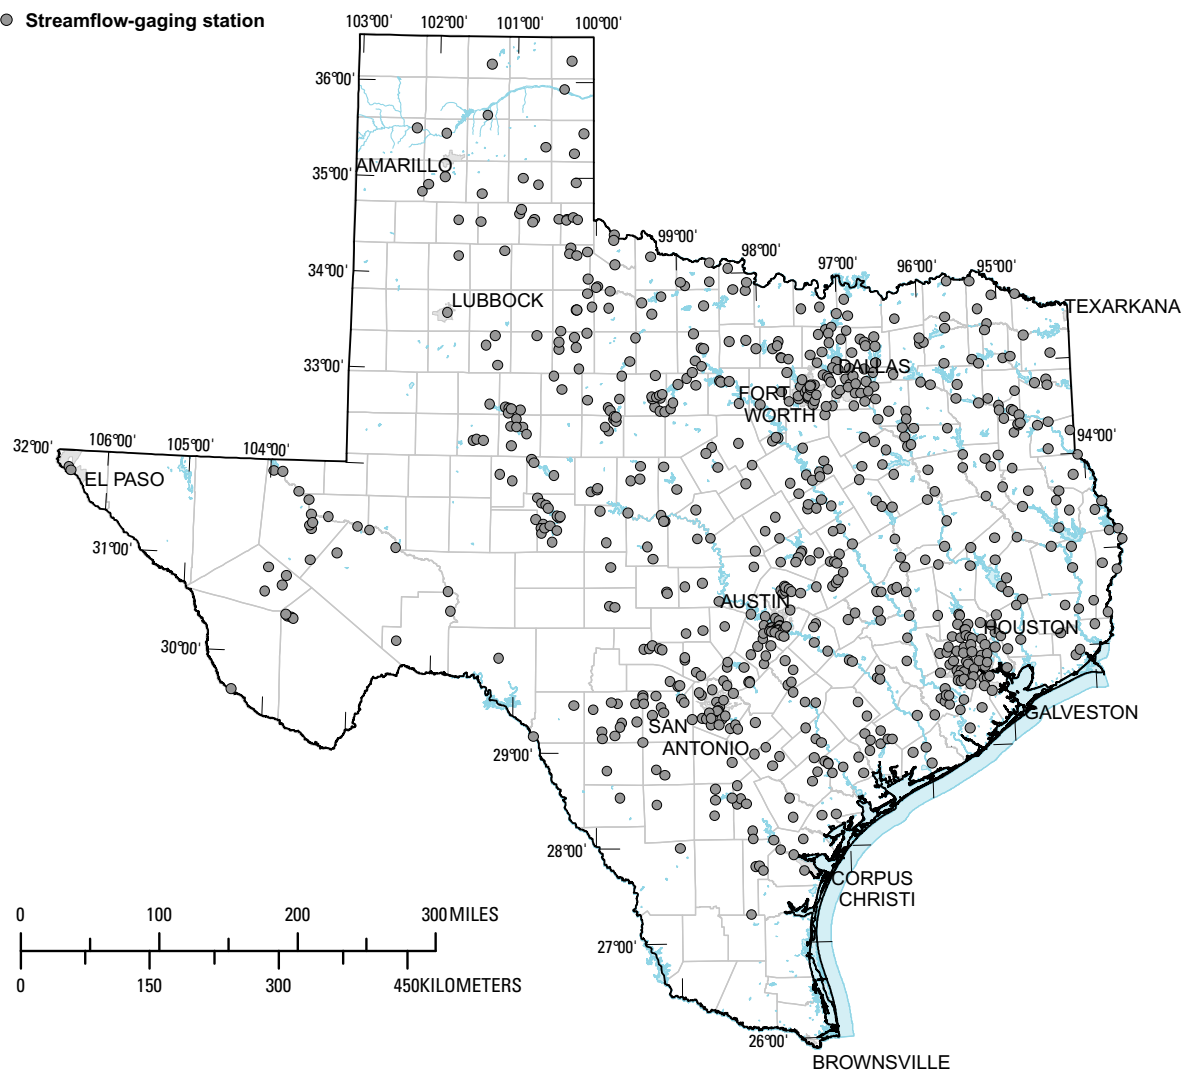 Streamflow-gaging station
103°00' 102°00' 101°00' 100°00'
36°00'
AMARILLO
35°00'
99°00'
98°00'
97°00' 96°00' 95°00'
34°00'
LUBBOCK
TEXARKANA
33°00'
DALLAS
FORT
WORTH
32°00' 106°00' 105°00' 104°00'
94°00'
EL PASO
31°00'
AUSTIN
HOUSTON
30°00'
GALVESTON
SAN
ANTONIO
29°00'
28°00'
CORPUS
CHRISTI
0 100 200 300 MILES
27°00'
0 150 300 450 KILOMETERS
26°00'
BROWNSVILLE